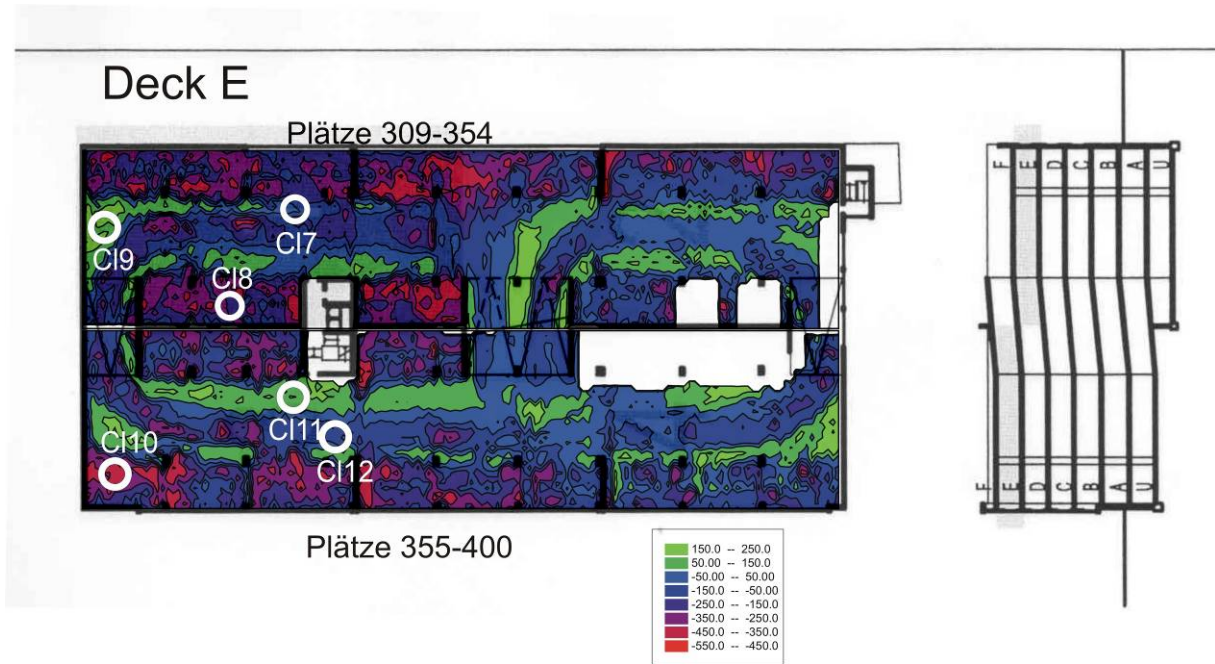 Deck E
Plätze 309-354
Cl9
Cl7
Cl8
Cl10
Cl11
Cl12
Plätze 355-400
150.0 -- 250.0
50.00 -- 150.0
-50.00 -- 50.00
-150.0 -- -50.00
-250.0 -- -150.0
-350.0 -- -250.0
-450.0 -- -350.0
-550.0 -- -450.0
F E D C B A U
F E D C B A U